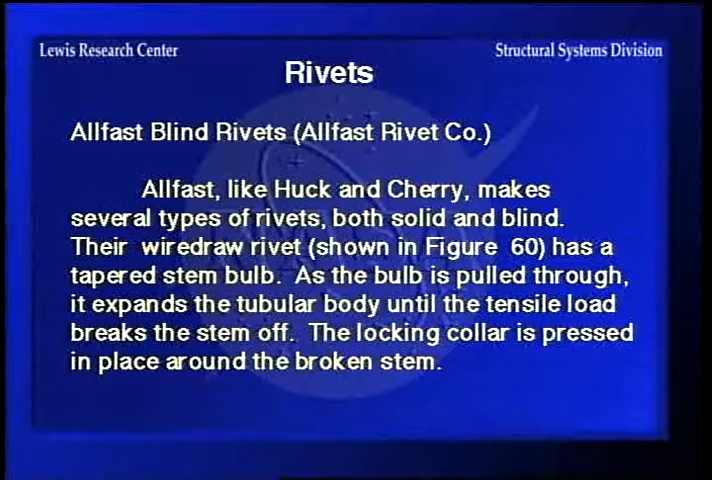 Lewis Research Center
Structural Systems Division
Rivets
Allfast Blind Rivets (Allfast Rivet Co.)
Allfast, like Huck and Cherry, makes
several types of rivets, both solid and blind.
Their wiredraw rivet (shown in Figure 60) has a
tapered stem bulb. As the bulb is pulled through,
it expands the tubular body until the tensile load
breaks the stem off. The locking collar is pressed
in place around the broken stem.